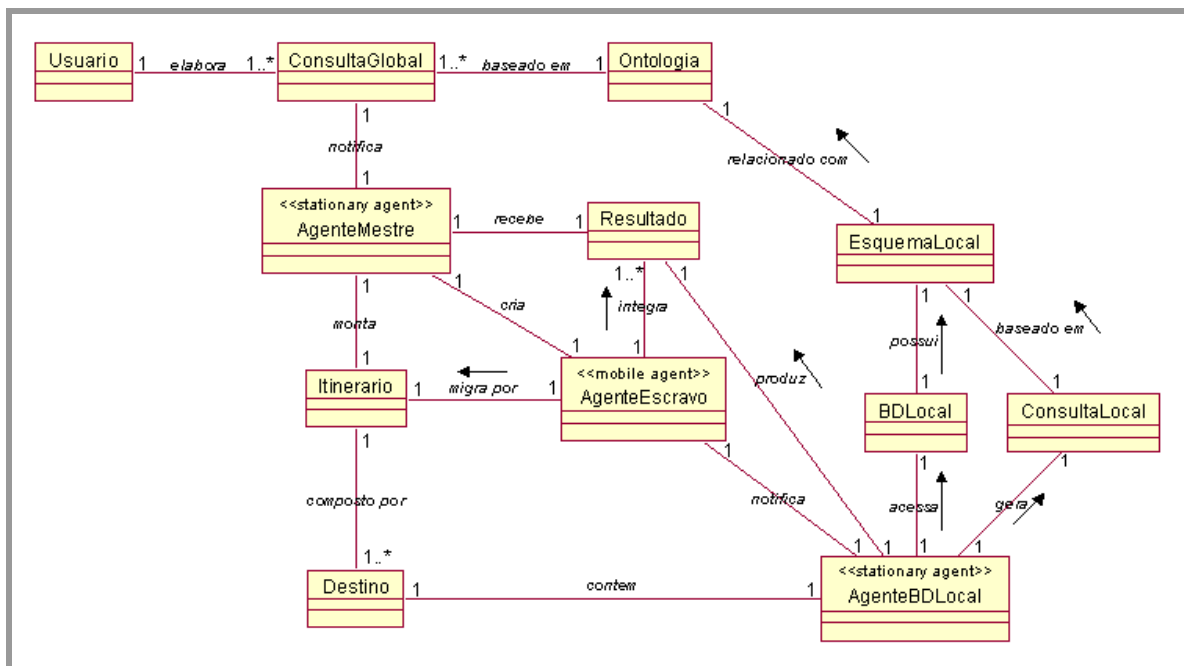 Usuario
1
elabora
1..*
ConsultaGlobal
1..*
baseado em
1
Ontologia
1
notifica
1
1
relacionado com
1
<<stationary agent>>
AgenteMestre
1
recebe
1
Resultado
EsquemaLocal
1
1
1..*
1
1
1
cria
integra
monta
possui
baseado em
1
1
1
Itinerario
1
migra por
1
<<mobile agent>>
AgenteEscravo
produz
1
BDLocal
1
ConsultaLocal
1
1
1
1
composto por
notifica
acessa
gera
1..*
1
1
1
1
Destino
1
contem
1
<<stationary agent>>
AgenteBDLocal